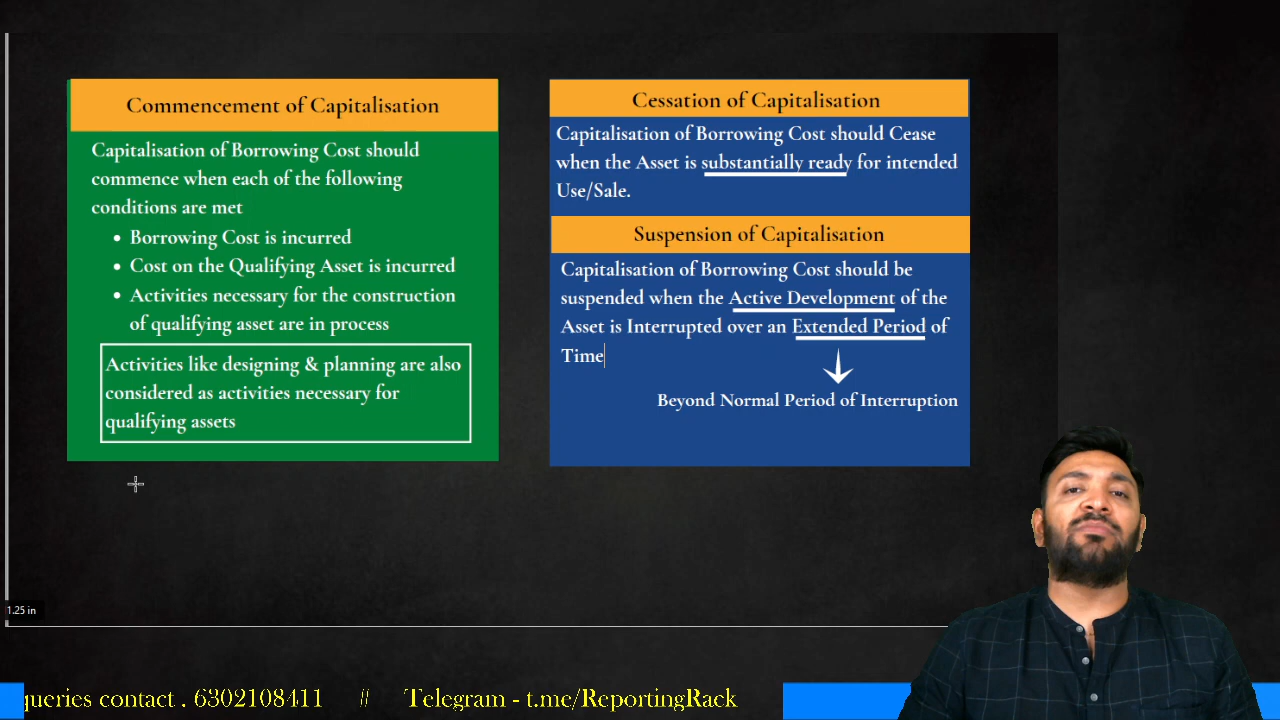 Commencement of Capitalisation
Capitalisation of Borrowing Cost should
commence when each of the following
conditions are met
• Borrowing Cost is incurred
• Cost on the Qualifying Asset is incurred
• Activities necessary for the construction
of qualifying asset are in process
Activities like designing & planning are also
considered as activities necessary for
qualifying assets
Cessation of Capitalisation
Capitalisation of Borrowing Cost should Cease
when the Asset is substantially ready for intended
Use/Sale.
Suspension of Capitalisation
Capitalisation of Borrowing Cost should be
suspended when the Active Development of the
Asset is Interrupted over an Extended Period of
Time
Beyond Normal Period of Interruption
1.25 in
queries contact . 6302108411 // Telegram - t.me/ReportingRack